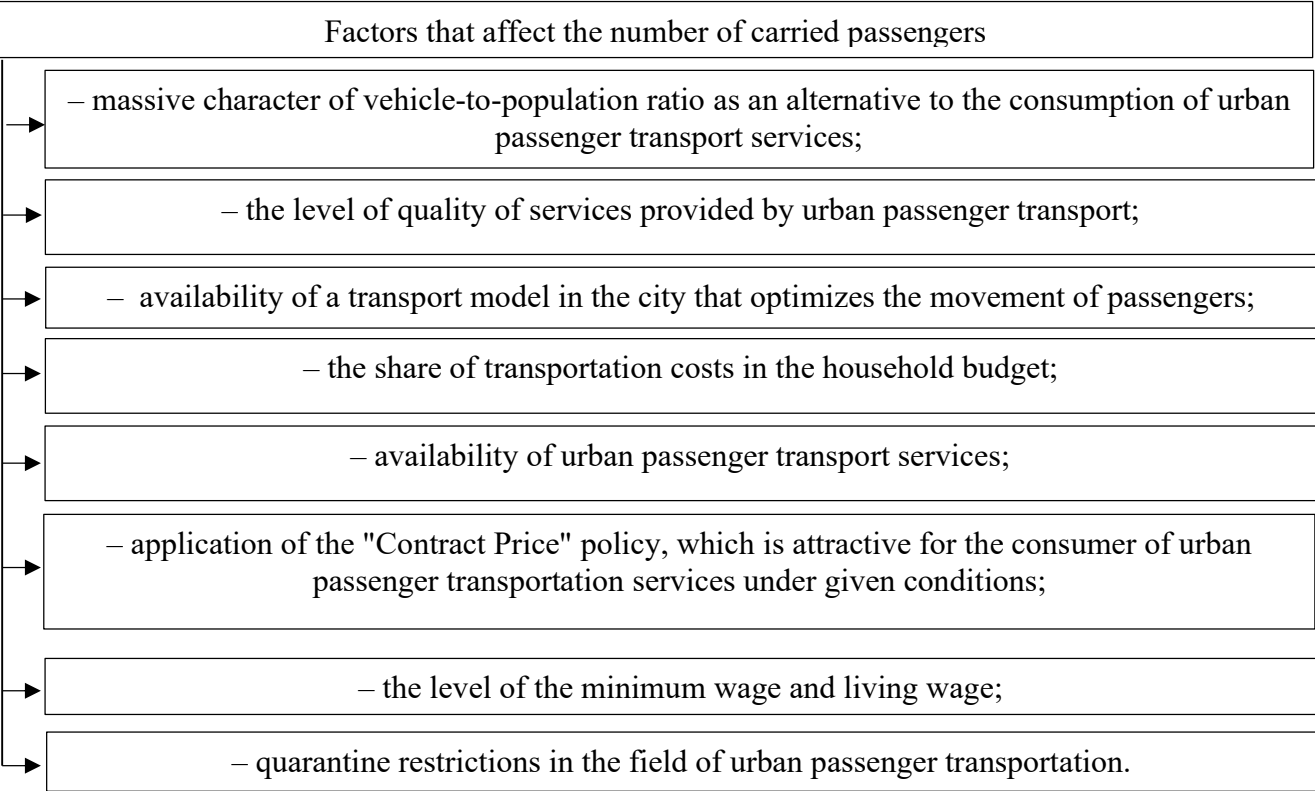 Factors that affect the number of carried passengers
– massive character of vehicle-to-population ratio as an alternative to the consumption of urban
passenger transport services;
– the level of quality of services provided by urban passenger transport;
– availability of a transport model in the city that optimizes the movement of passengers;
– the share of transportation costs in the household budget;
– availability of urban passenger transport services;
– application of the "Contract Price" policy, which is attractive for the consumer of urban
passenger transportation services under given conditions;
– the level of the minimum wage and living wage;
– quarantine restrictions in the field of urban passenger transportation.